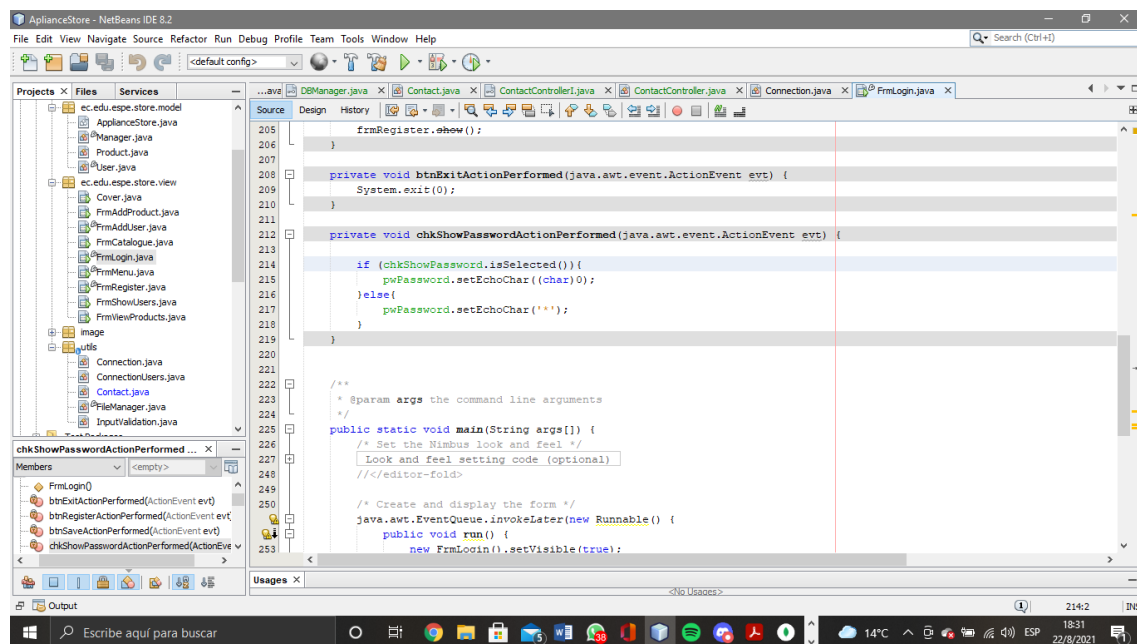 ApplianceStore - NetBeans IDE 8.2
File Edit View Navigate Source Refactor Run Debug Profile Team Tools Window Help
Search (Ctrl+I)
<default config>
Projects Files Services
...ava DBManager.java Contact.java ContactControllerI.java ContactController.java Connection.java FrmLogin.java
Source Design History
ec.edu.espe.store.model
ApplianceStore.java
Manager.java
Product.java
User.java
ec.edu.espe.store.view
Cover.java
FrmAddProduct.java
FrmAddUser.java
FrmCatalogue.java
FrmLogin.java
FrmMenu.java
FrmRegister.java
FrmShowUsers.java
FrmViewProducts.java
image
utils
Connection.java
ConnectionUsers.java
Contact.java
FileManager.java
InputValidation.java
chkShowPasswordActionPerformed ...
Members <empty>
FrmLogin()
btnExitActionPerformed(ActionEvent evt)
btnRegisterActionPerformed(ActionEvent evt)
btnSaveActionPerformed(ActionEvent evt)
chkShowPasswordActionPerformed(ActionEve
205 frmRegister.show();
206 }
207
208 private void btnExitActionPerformed(java.awt.event.ActionEvent evt) {
209 System.exit(0);
210 }
211
212 private void chkShowPasswordActionPerformed(java.awt.event.ActionEvent evt) {
213
214 if (chkShowPassword.isSelected()){
215 pwPassword.setEchoChar((char)0);
216 }else{
217 pwPassword.setEchoChar('*');
218 }
219 }
220
221
222 /**
223 * @param args the command line arguments
224 */
225 public static void main(String args[]) {
226 /* Set the Nimbus look and feel */
227 Look and feel setting code (optional)
248 //</editor-fold>
249
250 /* Create and display the form */
java.awt.EventQueue.invokeLater(new Runnable() {
public void run() {
253 new FrmLogin().setVisible(true);
Usages
<No Usages>
Output
1 214:2 INS
Escribe aquí para buscar
5
38
14°C
ESP
18:31
22/8/2021